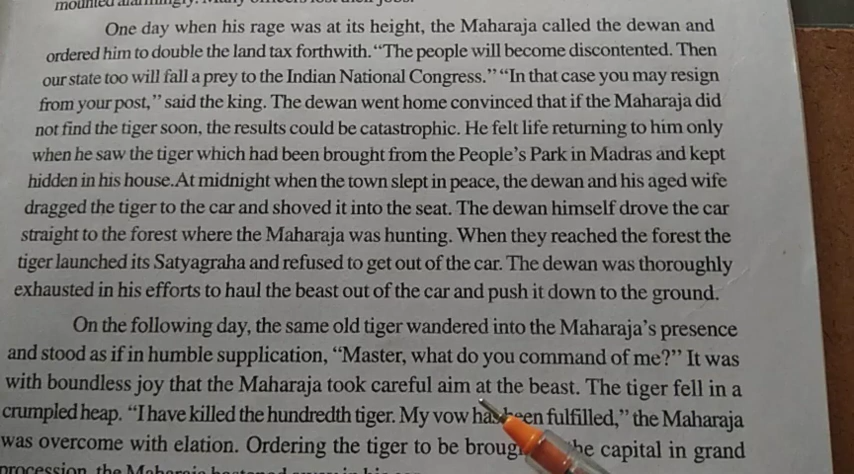 mounted alarmingly. Many officers lost their jobs.
One day when his rage was at its height, the Maharaja called the dewan and
ordered him to double the land tax forthwith. “The people will become discontented. Then
our state too will fall a prey to the Indian National Congress.” “In that case you may resign
from your post,” said the king. The dewan went home convinced that if the Maharaja did
not find the tiger soon, the results could be catastrophic. He felt life returning to him only
when he saw the tiger which had been brought from the People’s Park in Madras and kept
hidden in his house.At midnight when the town slept in peace, the dewan and his aged wife
dragged the tiger to the car and shoved it into the seat. The dewan himself drove the car
straight to the forest where the Maharaja was hunting. When they reached the forest the
tiger launched its Satyagraha and refused to get out of the car. The dewan was thoroughly
exhausted in his efforts to haul the beast out of the car and push it down to the ground.
On the following day, the same old tiger wandered into the Maharaja’s presence
and stood as if in humble supplication, “Master, what do you command of me?” It was
with boundless joy that the Maharaja took careful aim at the beast. The tiger fell in a
crumpled heap. “I have killed the hundredth tiger. My vow has been fulfilled,” the Maharaja
was overcome with elation. Ordering the tiger to be brought the capital in grand
procession, the Maharaja